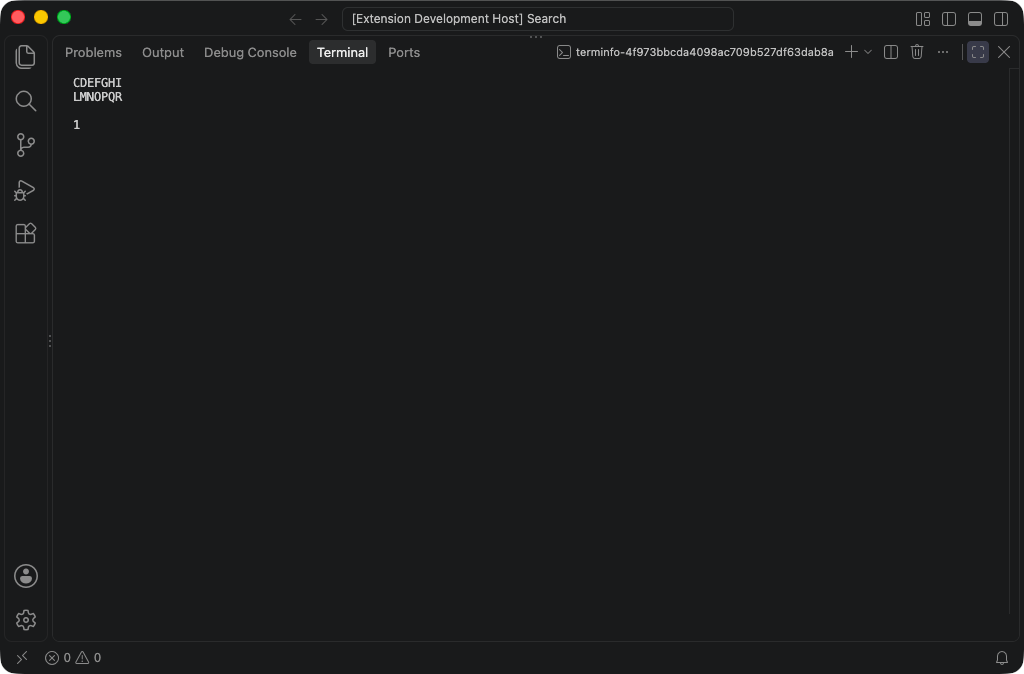 [Extension Development Host] Search
Problems Output Debug Console Terminal Ports
terminfo-4f973bbcda4098ac709b527df63dab8a
CDEFGHI
LMNOPQR
1
0 0